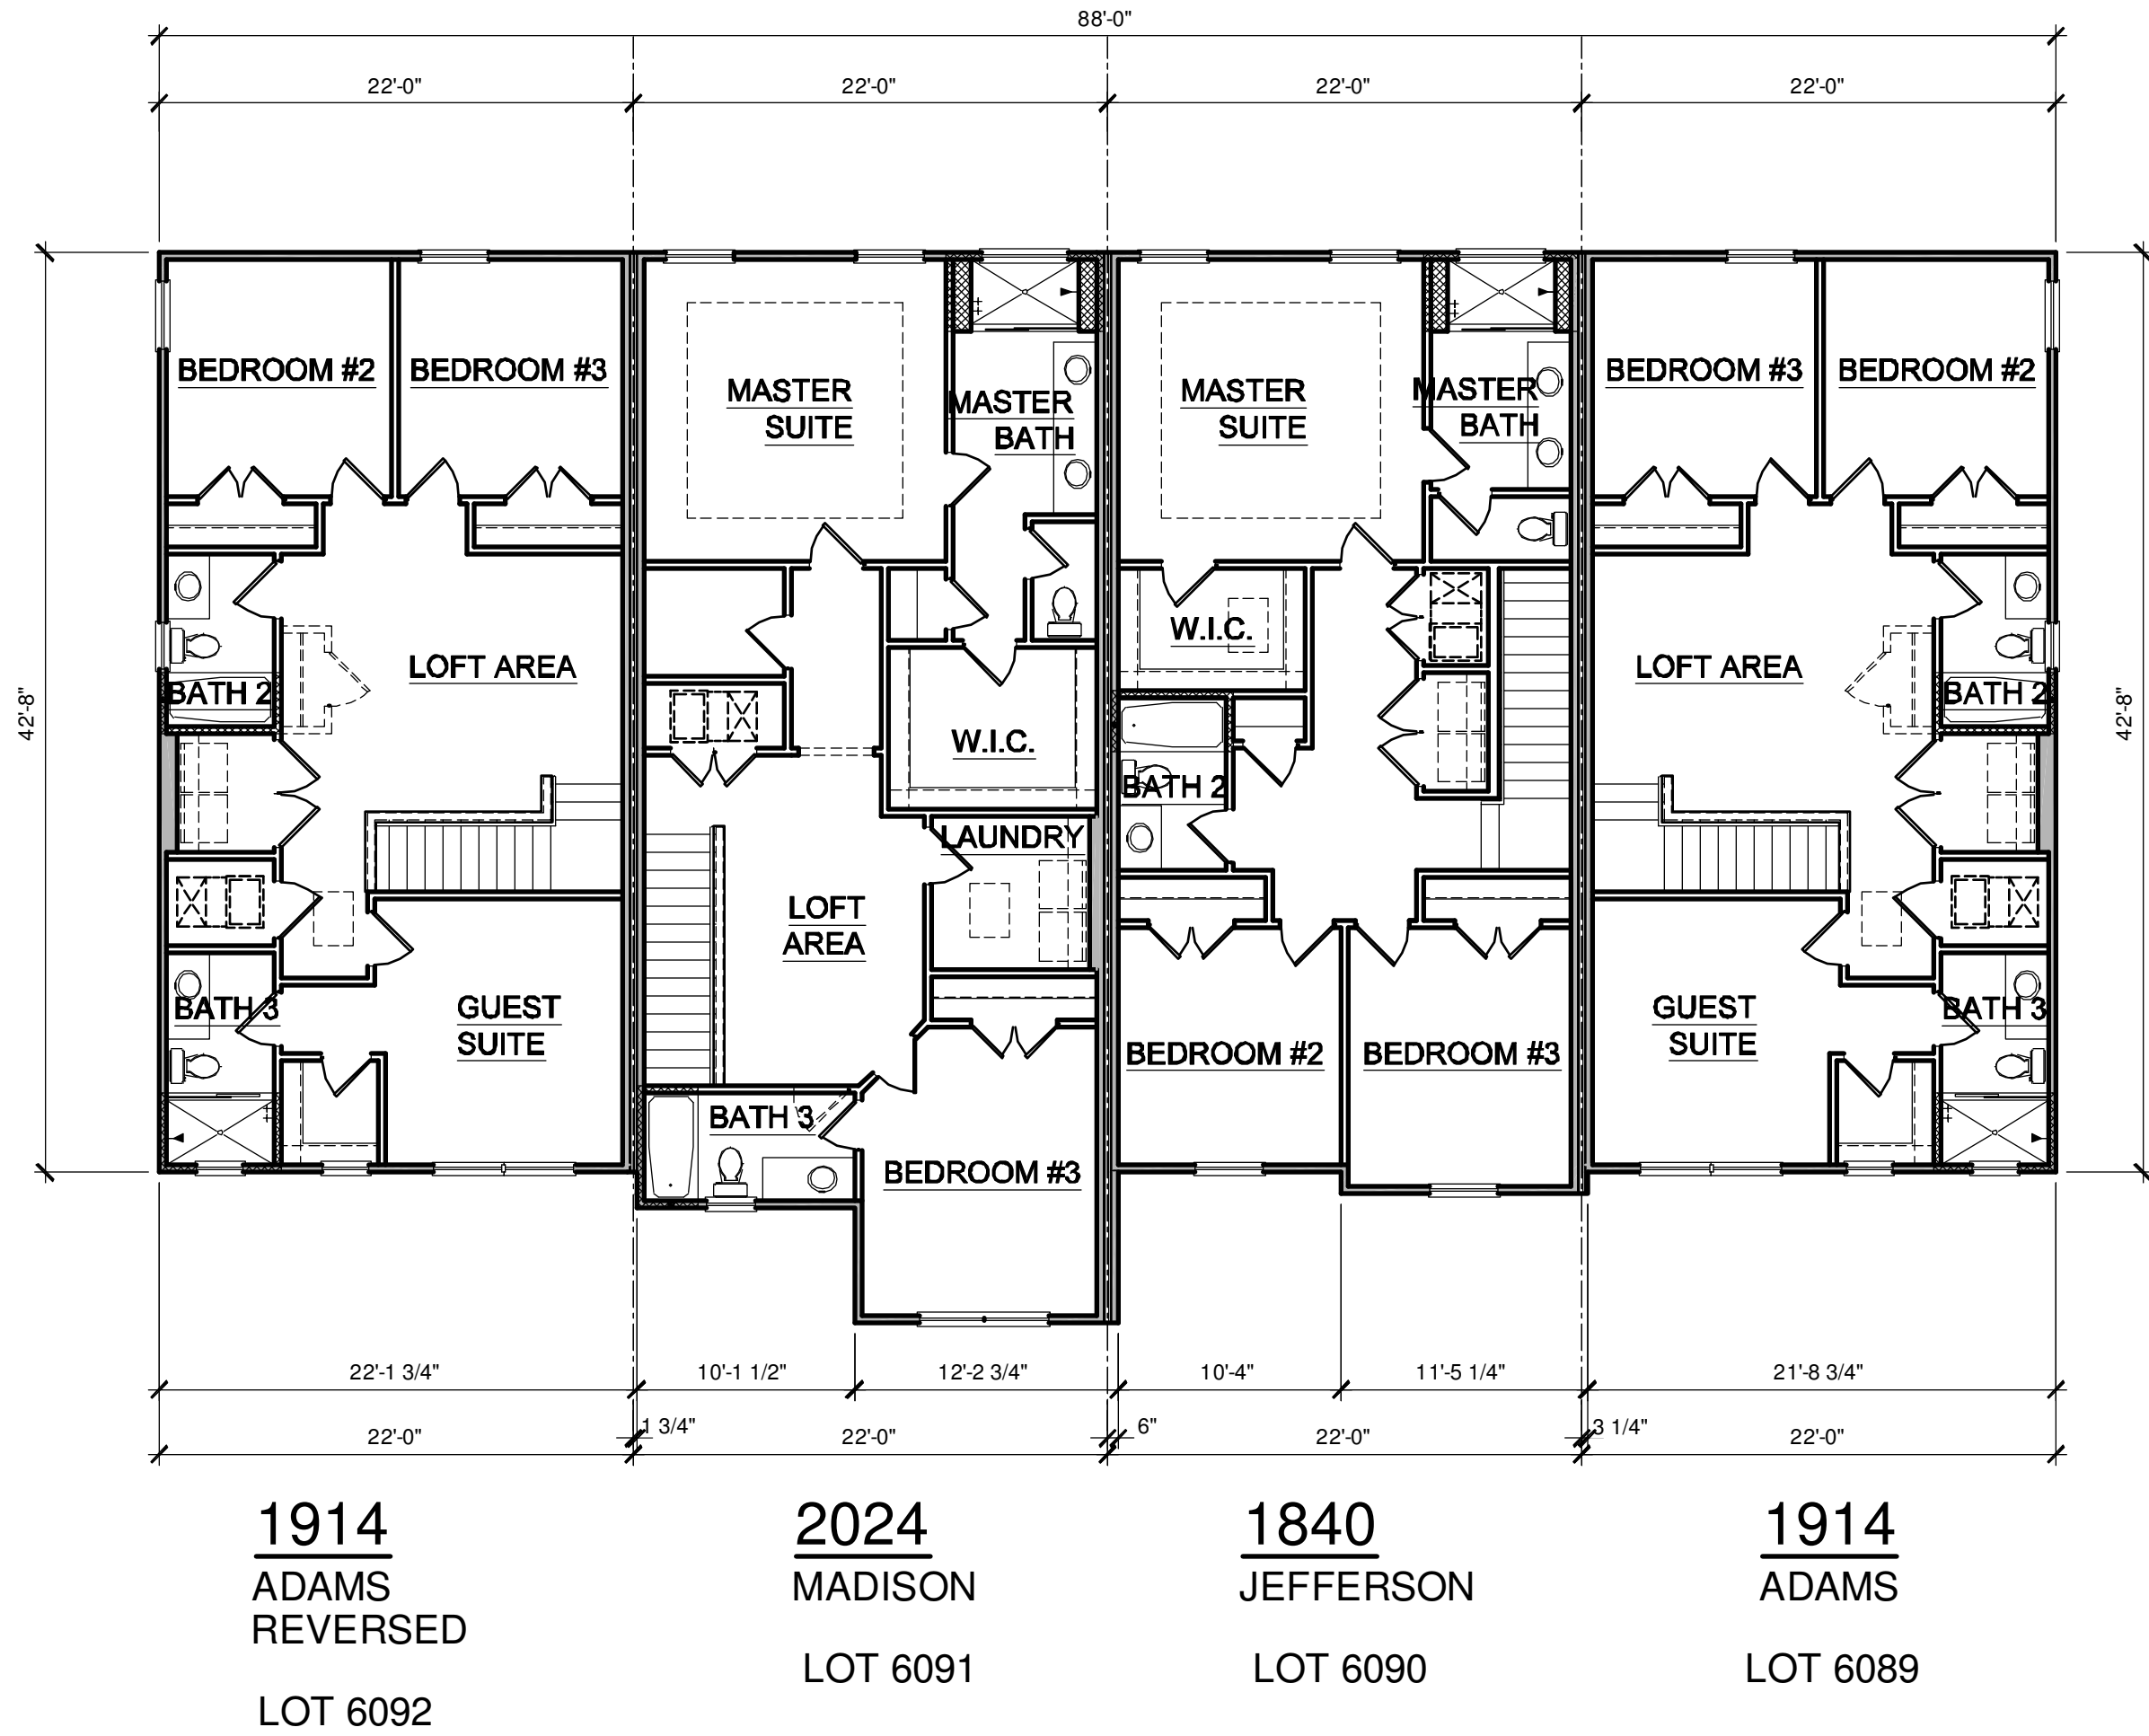 88'-0"
22'-0" 22'-0" 22'-0" 22'-0"
BEDROOM #2 BEDROOM #3
MASTER
SUITE
MASTER
BATH
MASTER
SUITE
MASTER
BATH
BEDROOM #3 BEDROOM #2
42'-8"
LOFT AREA
BATH 2
W.I.C.
W.I.C.
BATH 2
LOFT AREA
BATH 2
42'-8"
LAUNDRY
LOFT
AREA
BATH 3
GUEST
SUITE
BATH 3
BEDROOM #3
BEDROOM #2 BEDROOM #3
GUEST
SUITE
BATH 3
22'-1 3/4" 10'-1 1/2" 12'-2 3/4" 10'-4" 11'-5 1/4" 21'-8 3/4"
1 3/4" 6" 3 1/4"
22'-0" 22'-0" 22'-0" 22'-0"
1914
ADAMS
REVERSED
LOT 6092
2024
MADISON
LOT 6091
1840
JEFFERSON
LOT 6090
1914
ADAMS
LOT 6089